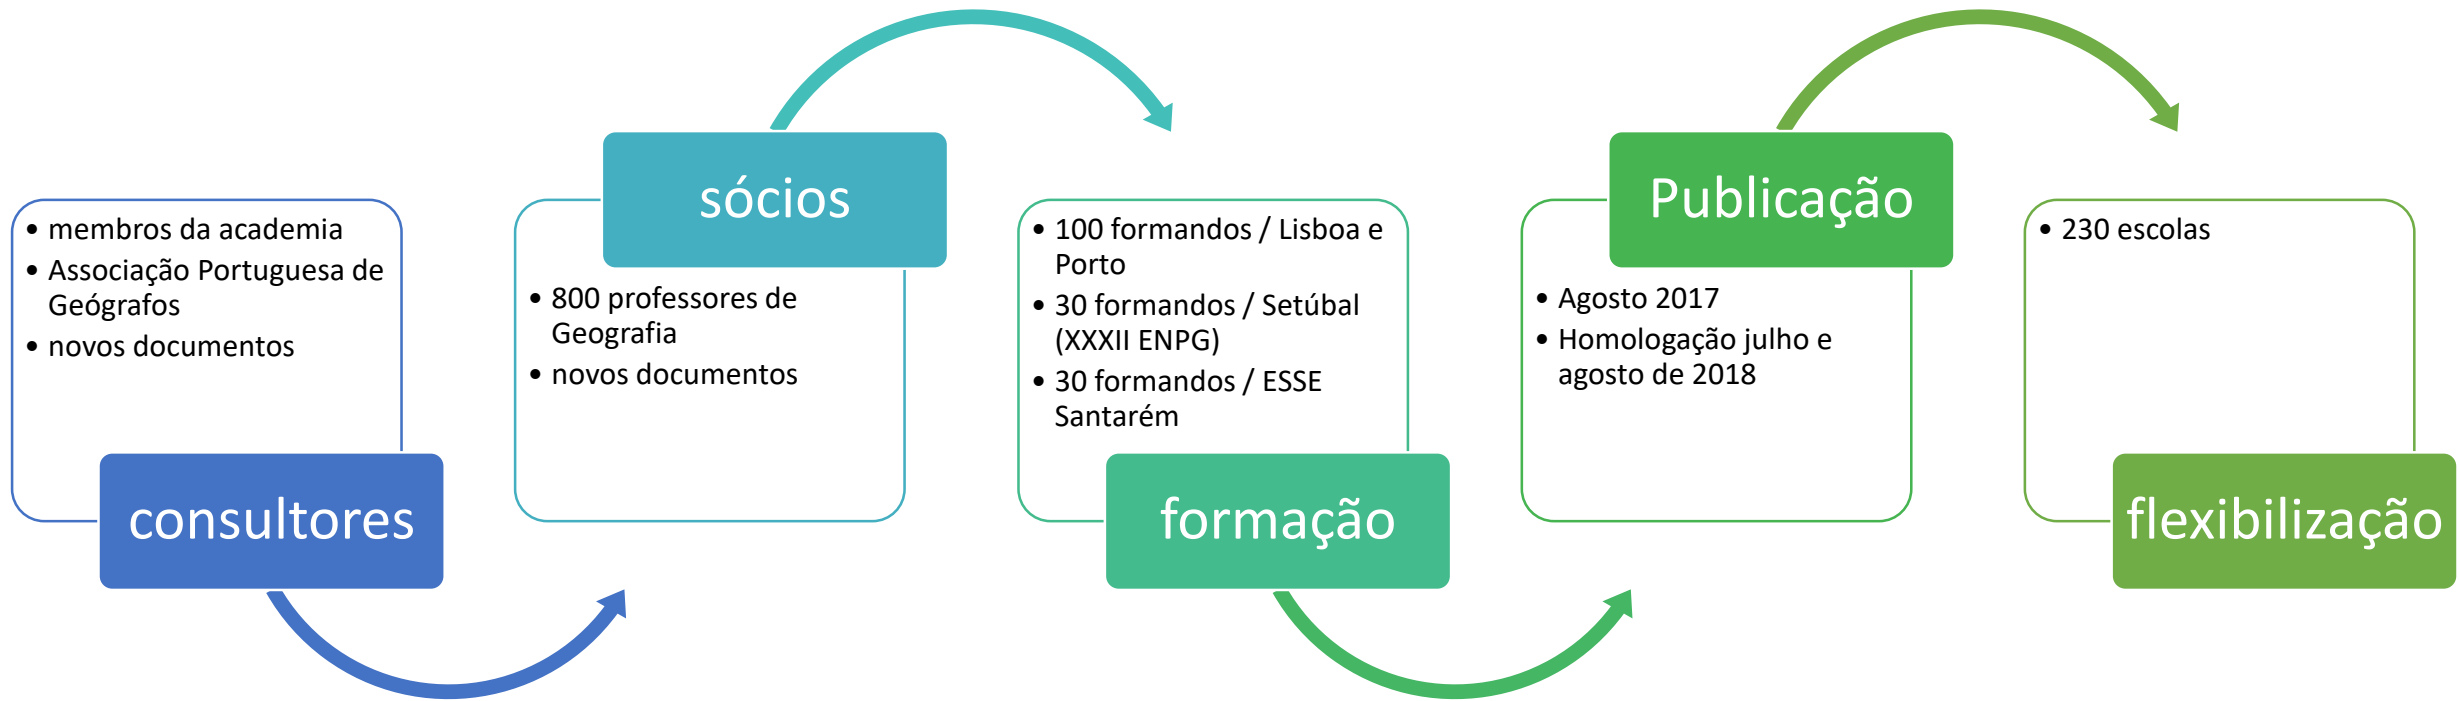 • membros da academia
• Associação Portuguesa de
Geógrafos
• novos documentos
consultores
sócios
• 800 professores de
Geografia
• novos documentos
• 100 formandos / Lisboa e
Porto
• 30 formandos / Setúbal
(XXXII ENPG)
• 30 formandos / ESSE
Santarém
formação
Publicação
• Agosto 2017
• Homologação julho e
agosto de 2018
• 230 escolas
flexibilização